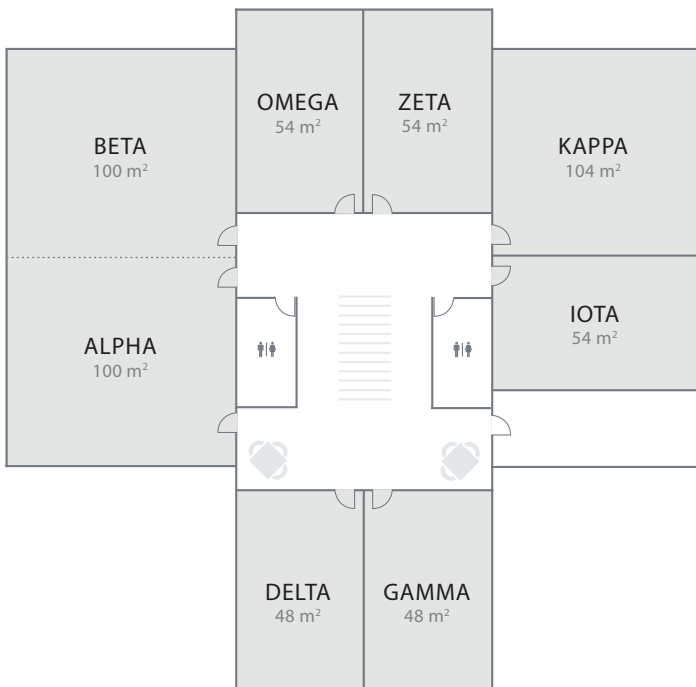 OMEGA
54 m²
ZETA
54 m²
BETA
100 m²
KAPPA
104 m²
ALPHA
100 m²
IOTA
54 m²
DELTA
48 m²
GAMMA
48 m²